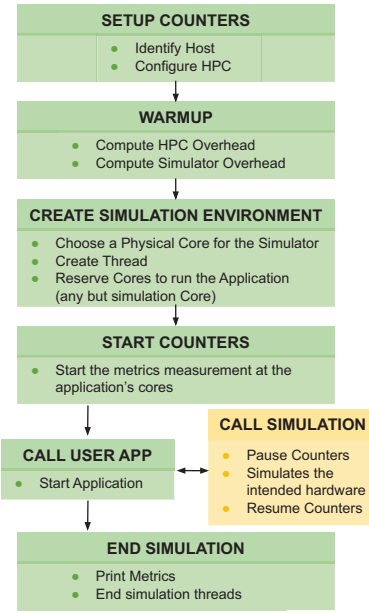 SETUP COUNTERS
● Identify Host
● Configure HPC
WARMUP
● Compute HPC Overhead
● Compute Simulator Overhead
CREATE SIMULATION ENVIRONMENT
● Choose a Physical Core for the Simulator
● Create Thread
● Reserve Cores to run the Application
(any but simulation Core)
START COUNTERS
● Start the metrics measurement at the
application's cores
CALL USER APP
● Start Application
CALL SIMULATION
● Pause Counters
● Simulates the
intended hardware
● Resume Counters
END SIMULATION
● Print Metrics
● End simulation threads